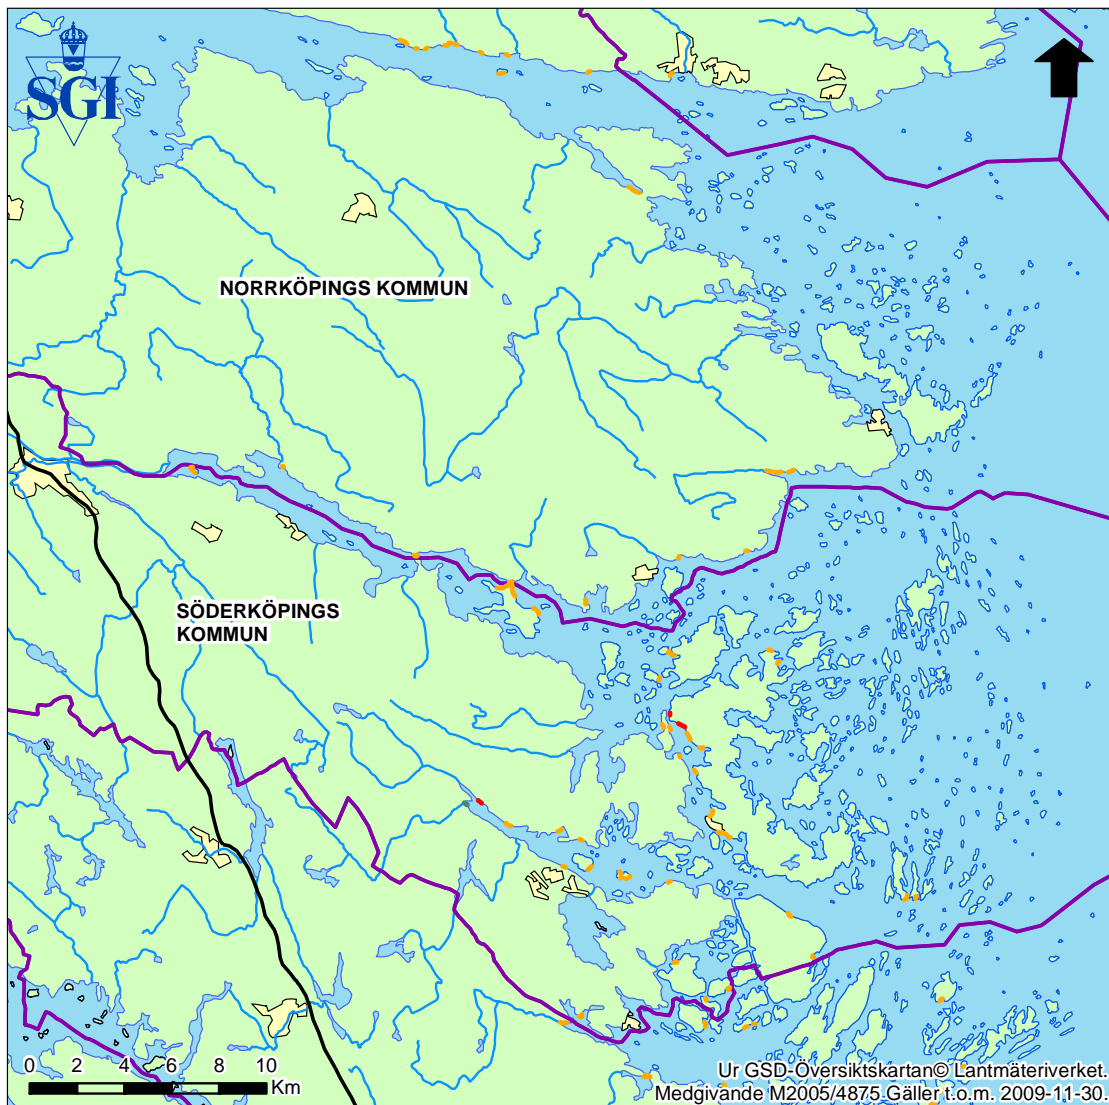 SGI
NORRKÖPINGS KOMMUN
SÖDERKÖPINGS
KOMMUN
0 2 4 6 8 10
Km
Ur GSD-Översiktskartan© Lantmäteriverket.
Medgivande M2005/4875 Gäller t.o.m. 2009-11-30.